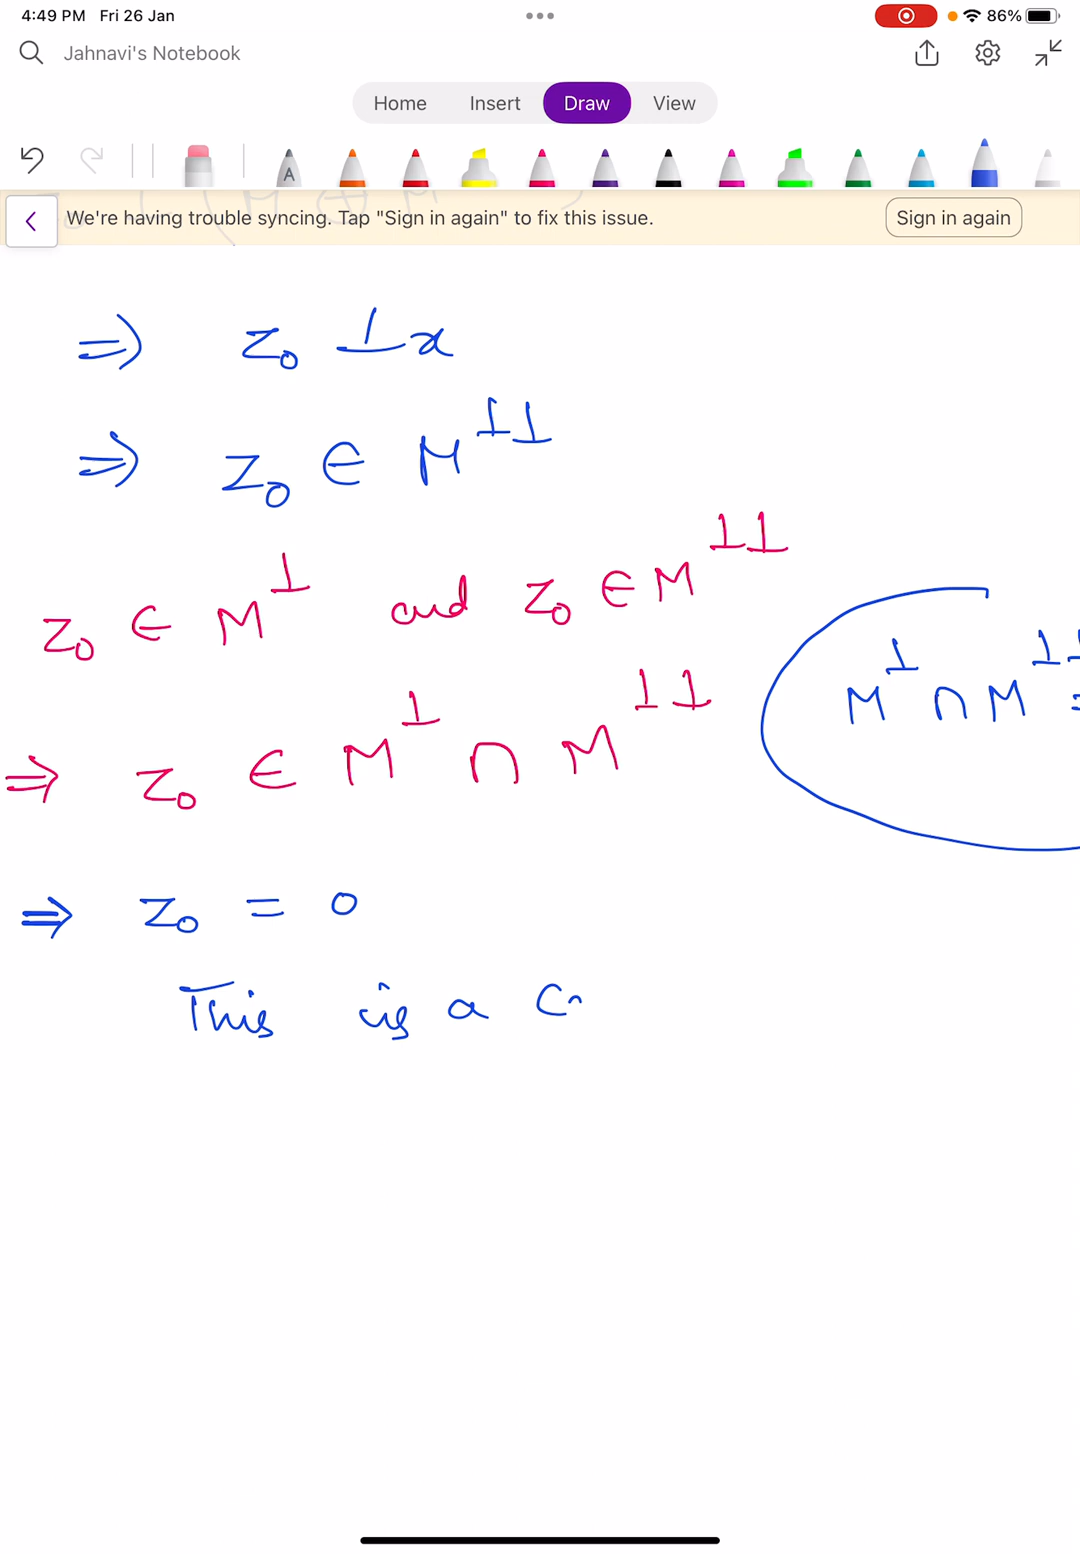 4:49 PM Fri 26 Jan 86%
Jahnavi's Notebook
Home Insert Draw View
A
We're having trouble syncing. Tap "Sign in again" to fix this issue. Sign in again
⇒ z₀ ⊥ x
⇒ z₀ ∈ M^⊥⊥
z₀ ∈ M^⊥ and z₀ ∈ M^⊥⊥
M^⊥ ∩ M^⊥⊥ =
⇒ z₀ ∈ M^⊥ ∩ M^⊥⊥
⇒ z₀ = 0
This is a